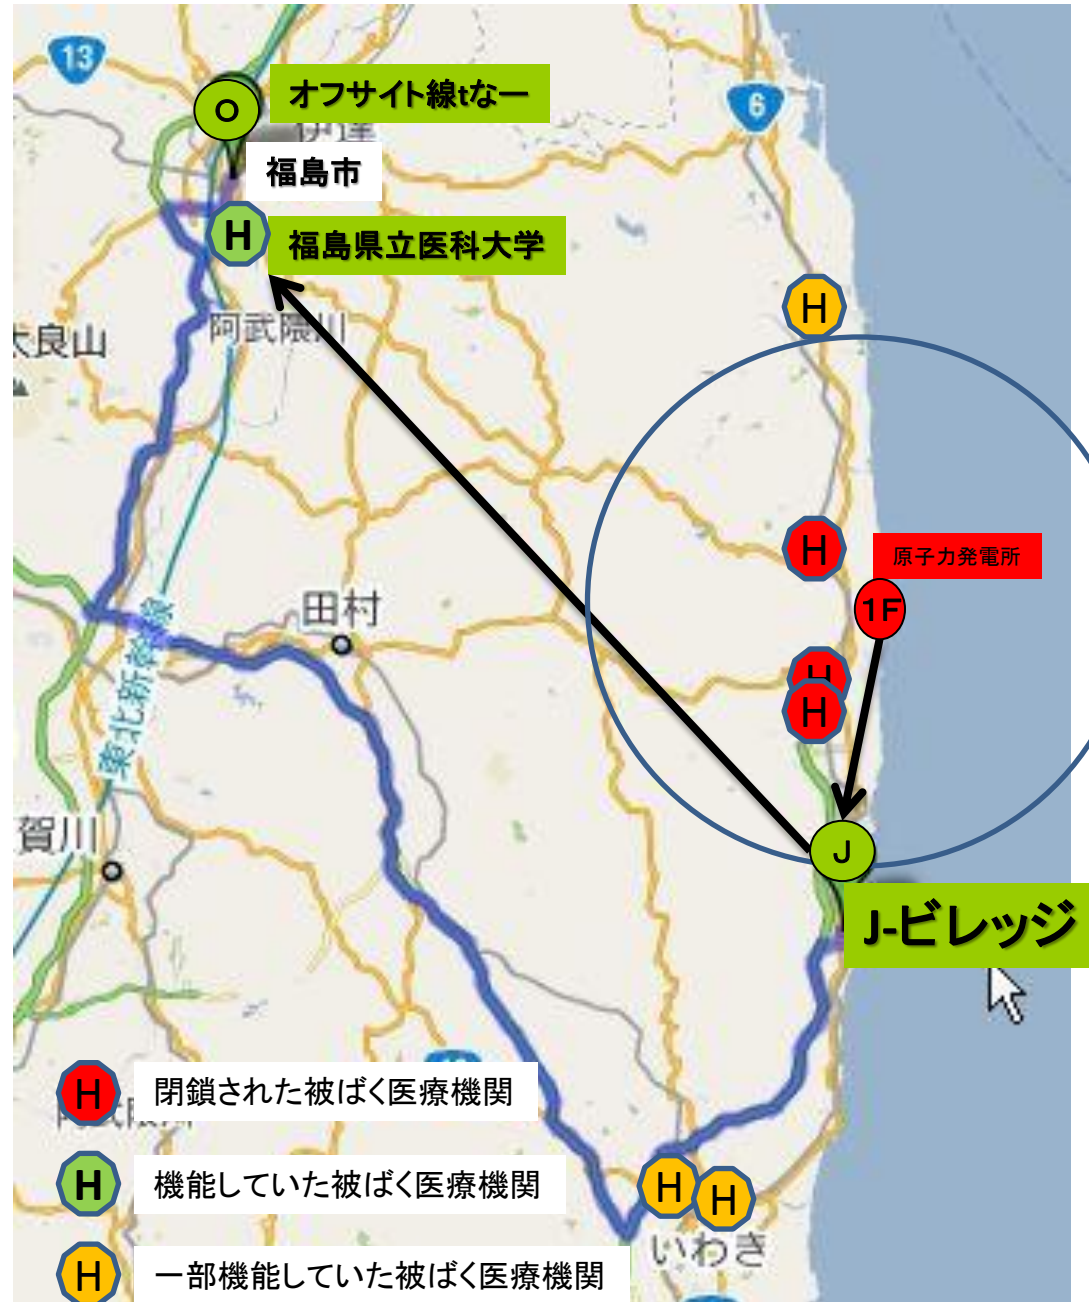 13
6
O
オフサイト線tなー
伊達
福島市
H
福島県立医科大学
阿武隈川
大良山
H
H
原子力発電所
1F
田村
H
H
東北新幹線
賀川
J
J-ビレッジ
H
閉鎖された被ばく医療機関
H
機能していた被ばく医療機関
H
H
いわき
H
一部機能していた被ばく医療機関